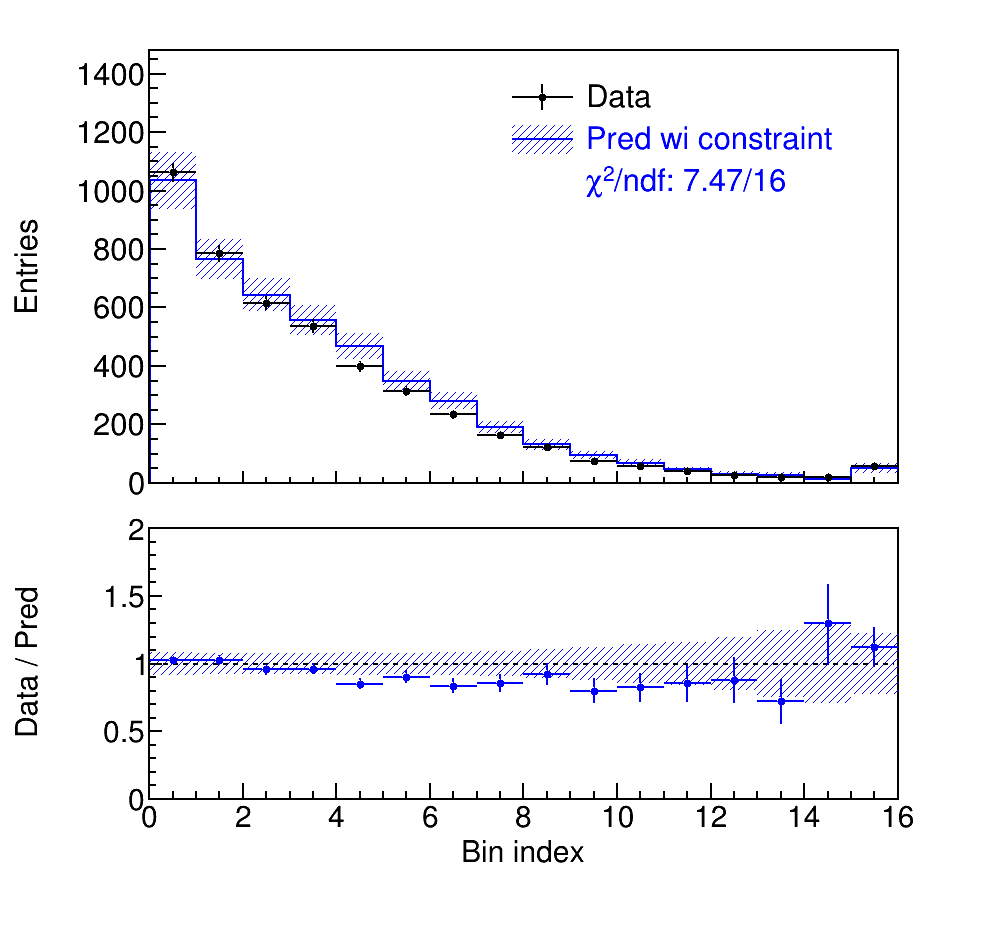 1400
1200
1000
800
600
400
200
0
Entries
Data
Pred wi constraint
χ²/ndf: 7.47/16
2
1.5
1
0.5
0
Data / Pred
0 2 4 6 8 10 12 14 16
Bin index